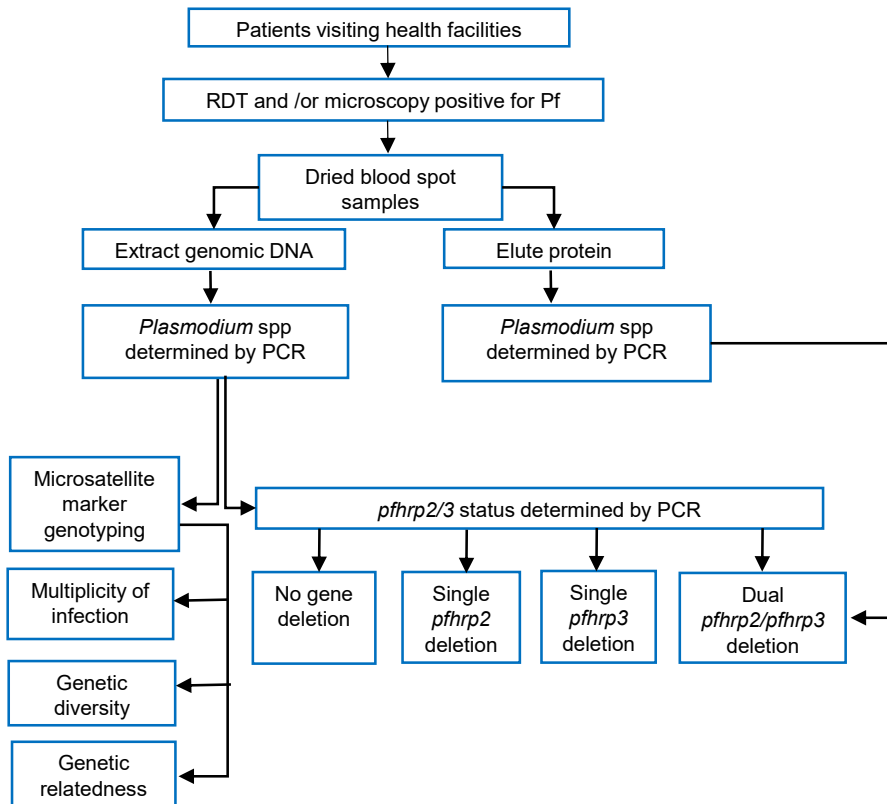 Patients visiting health facilities
RDT and /or microscopy positive for Pf
Dried blood spot
samples
Extract genomic DNA
Elute protein
Plasmodium spp
determined by PCR
Plasmodium spp
determined by PCR
Microsatellite
marker
genotyping
pfhrp2/3 status determined by PCR
Multiplicity of
infection
No gene
deletion
Single
pfhrp2
deletion
Single
pfhrp3
deletion
Dual
pfhrp2/pfhrp3
deletion
Genetic
diversity
Genetic
relatedness